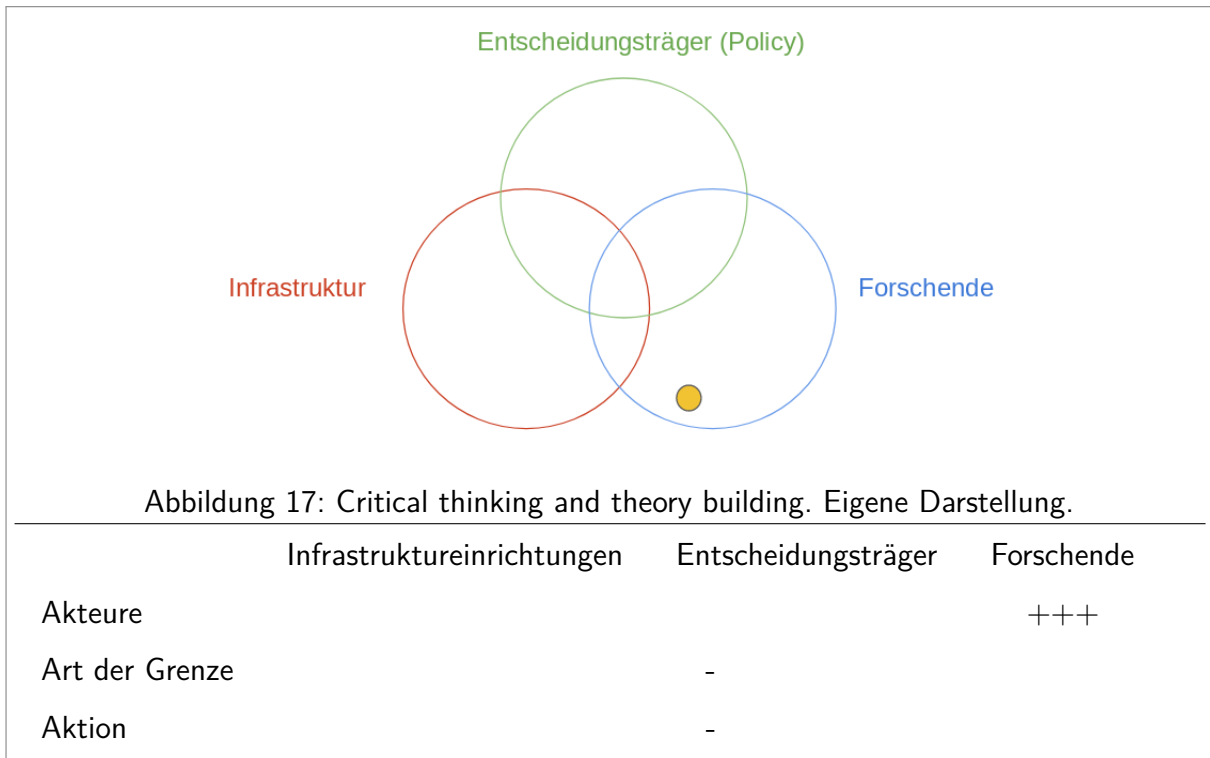 Entscheidungsträger (Policy)
Infrastruktur
Forschende
Abbildung 17: Critical thinking and theory building. Eigene Darstellung.
Infrastruktureinrichtungen Entscheidungsträger Forschende
Akteure +++
Art der Grenze -
Aktion -